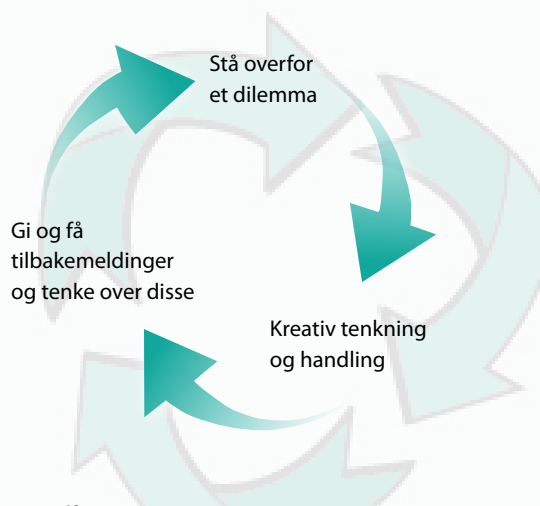 Stå overfor
et dilemma
Gi og få
tilbakemeldinger
og tenke over disse
Kreativ tenkning
og handling